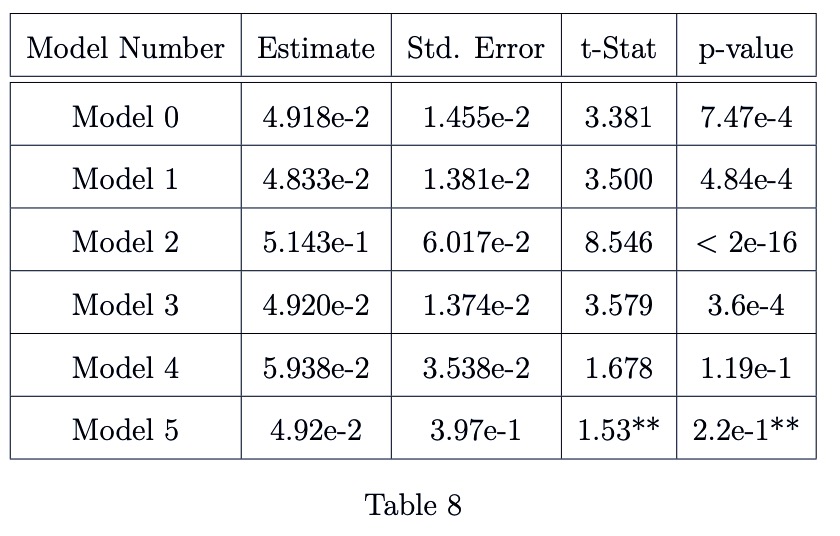 Model Number Estimate Std. Error t-Stat p-value
Model 0 4.918e-2 1.455e-2 3.381 7.47e-4
Model 1 4.833e-2 1.381e-2 3.500 4.84e-4
Model 2 5.143e-1 6.017e-2 8.546 < 2e-16
Model 3 4.920e-2 1.374e-2 3.579 3.6e-4
Model 4 5.938e-2 3.538e-2 1.678 1.19e-1
Model 5 4.92e-2 3.97e-1 1.53** 2.2e-1**
Table 8